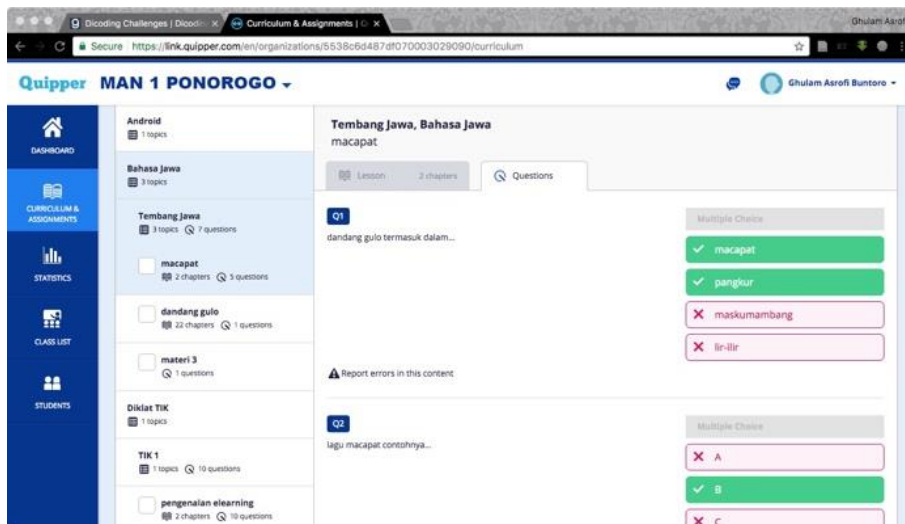 Dicoding Challenges | Dicodi
Curriculum & Assignments |
Ghulam Asrof
Secure https://link.quipper.com/en/organizations/5538c6d487df070003029090/curriculum
Quipper MAN 1 PONOROGO
Ghulam Asrofi Buntoro
DASHBOARD
CURRICULUM & ASSIGNMENTS
STATISTICS
CLASS LIST
STUDENTS
Android
1 topics
Bahasa Jawa
3 topics
Tembang Jawa
3 topics 7 questions
macapat
2 chapters 5 questions
dandang gulo
22 chapters 1 questions
materi 3
1 questions
Diklat TIK
1 topics
TIK 1
1 topics 10 questions
pengenalan elearning
2 chapters 10 questions
Tembang Jawa, Bahasa Jawa
macapat
Lesson 2 chapters
Questions
Q1
dandang gulo termasuk dalam...
Multiple Choice
macapat
pangkur
maskumambang
lir-ilir
Report errors in this content
Q2
lagu macapat contohnya...
Multiple Choice
A
B
C